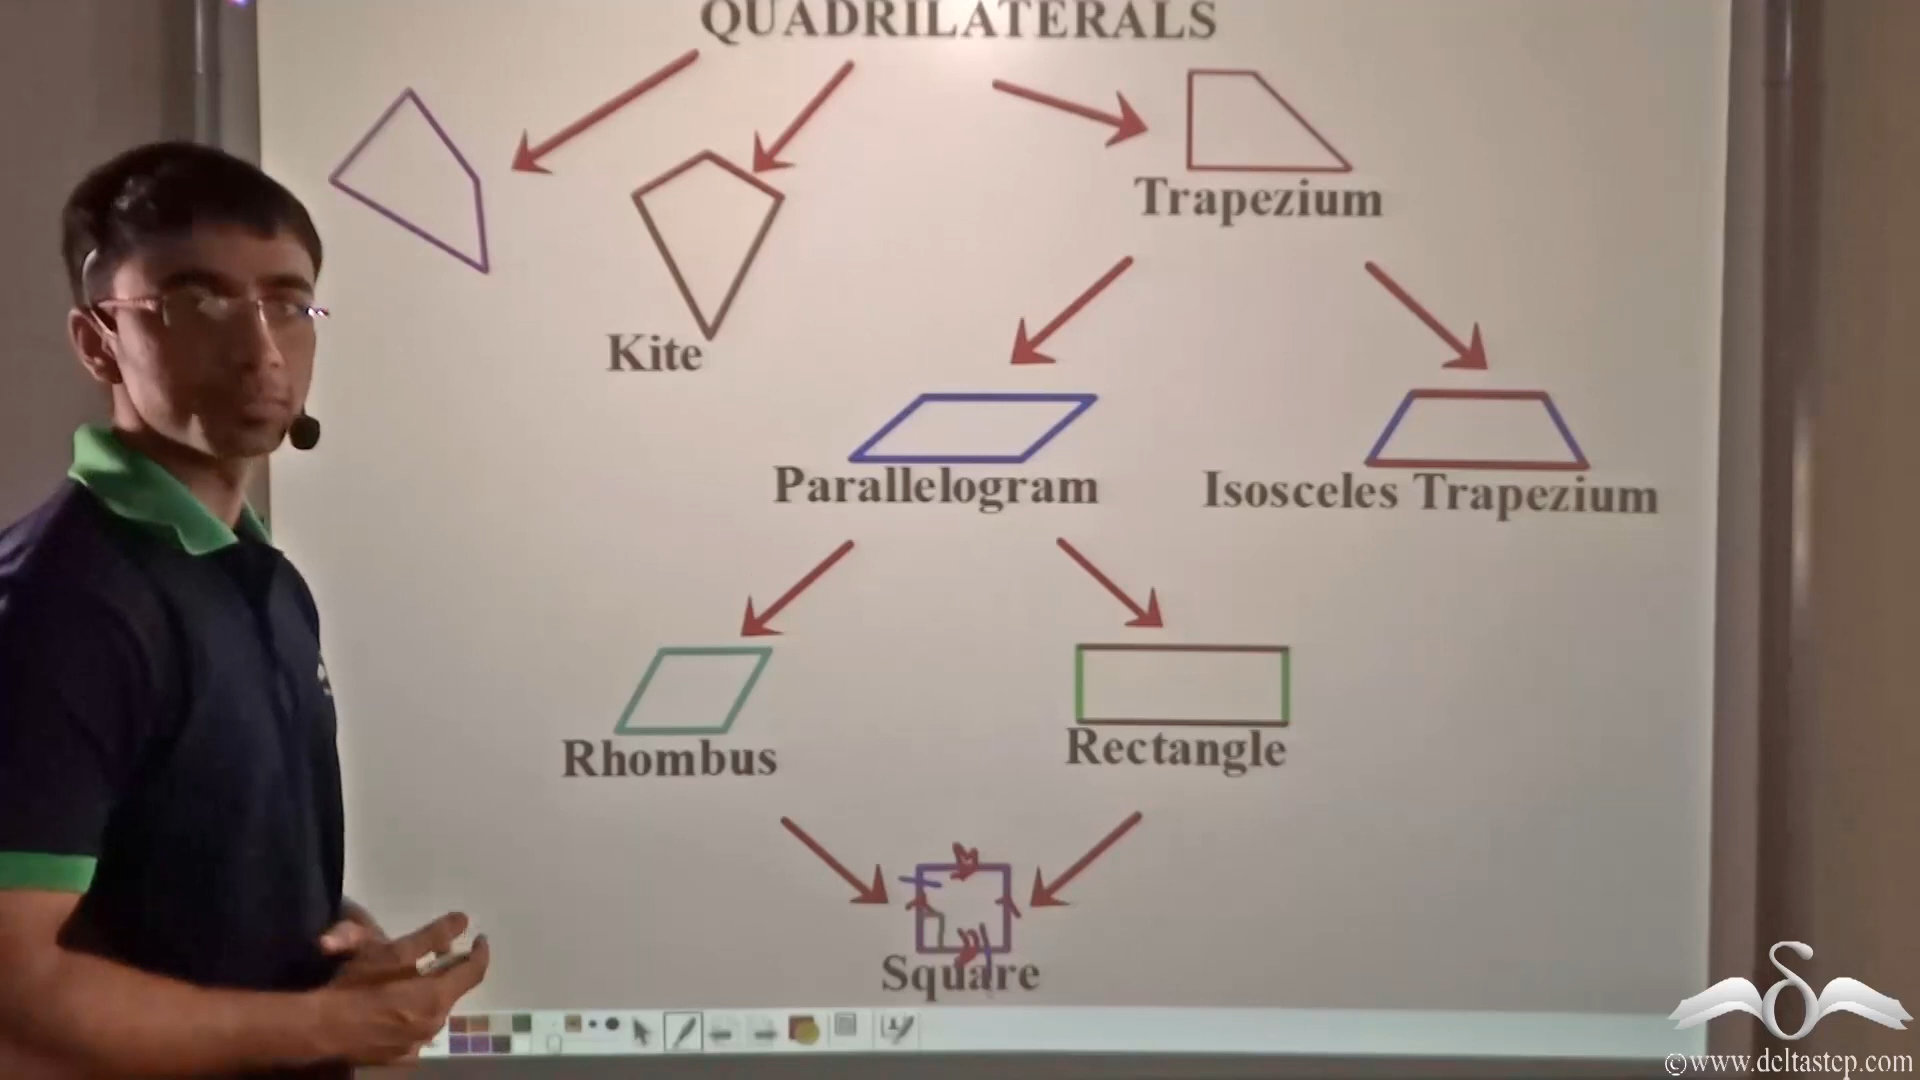 QUADRILATERALS
Trapezium
Kite
Parallelogram
Isosceles Trapezium
Rhombus
Rectangle
Square
©www.deltastep.com